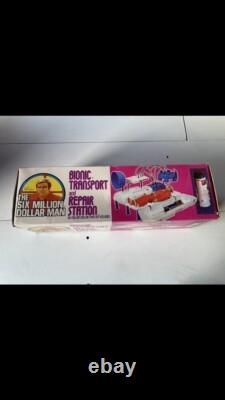 THE
SIX MILLION
DOLLAR MAN
BIONIC
TRANSPORT
and
REPAIR
STATION
ebay